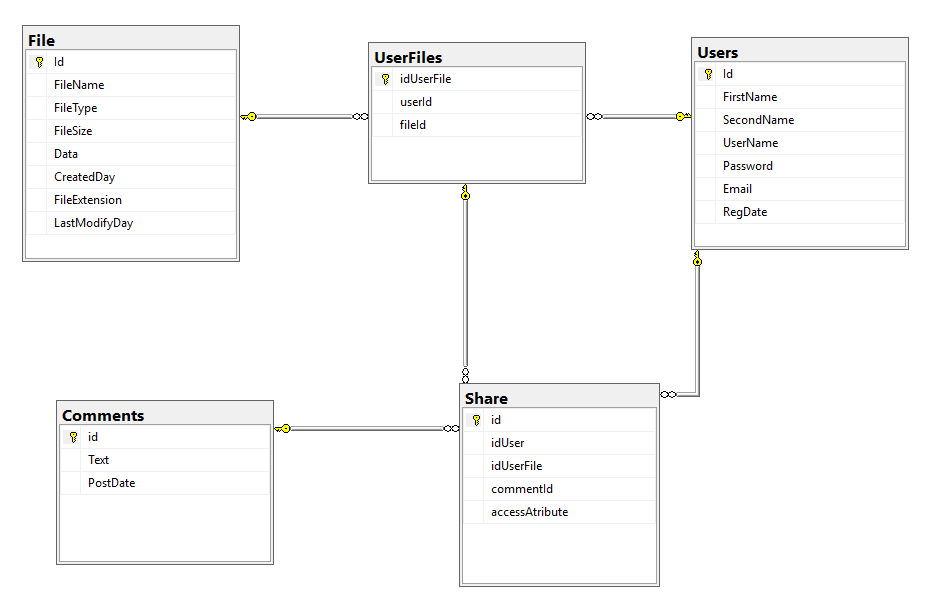 File
Id
FileName
FileType
FileSize
Data
CreatedDay
FileExtension
LastModifyDay
UserFiles
idUserFile
userId
fileId
Users
Id
FirstName
SecondName
UserName
Password
Email
RegDate
Comments
id
Text
PostDate
Share
id
idUser
idUserFile
commentId
accessAtribute